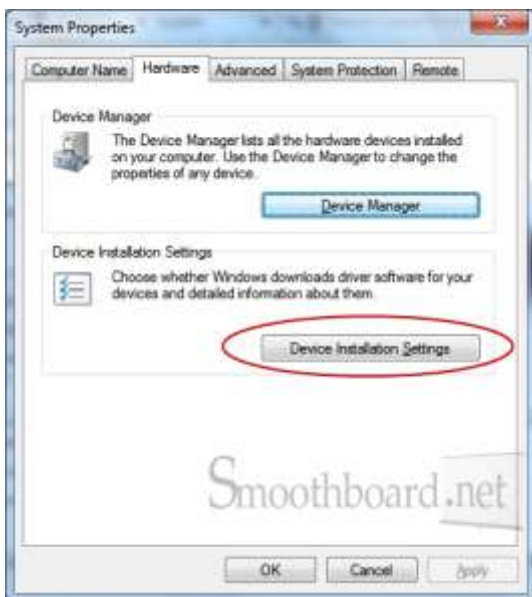 System Properties
Computer Name Hardware Advanced System Protection Remote
Device Manager
The Device Manager lists all the hardware devices installed
on your computer. Use the Device Manager to change the
properties of any device.
Device Manager
Device Installation Settings
Choose whether Windows downloads driver software for your
devices and detailed information about them.
Device Installation Settings
Smoothboard.net
OK Cancel Apply